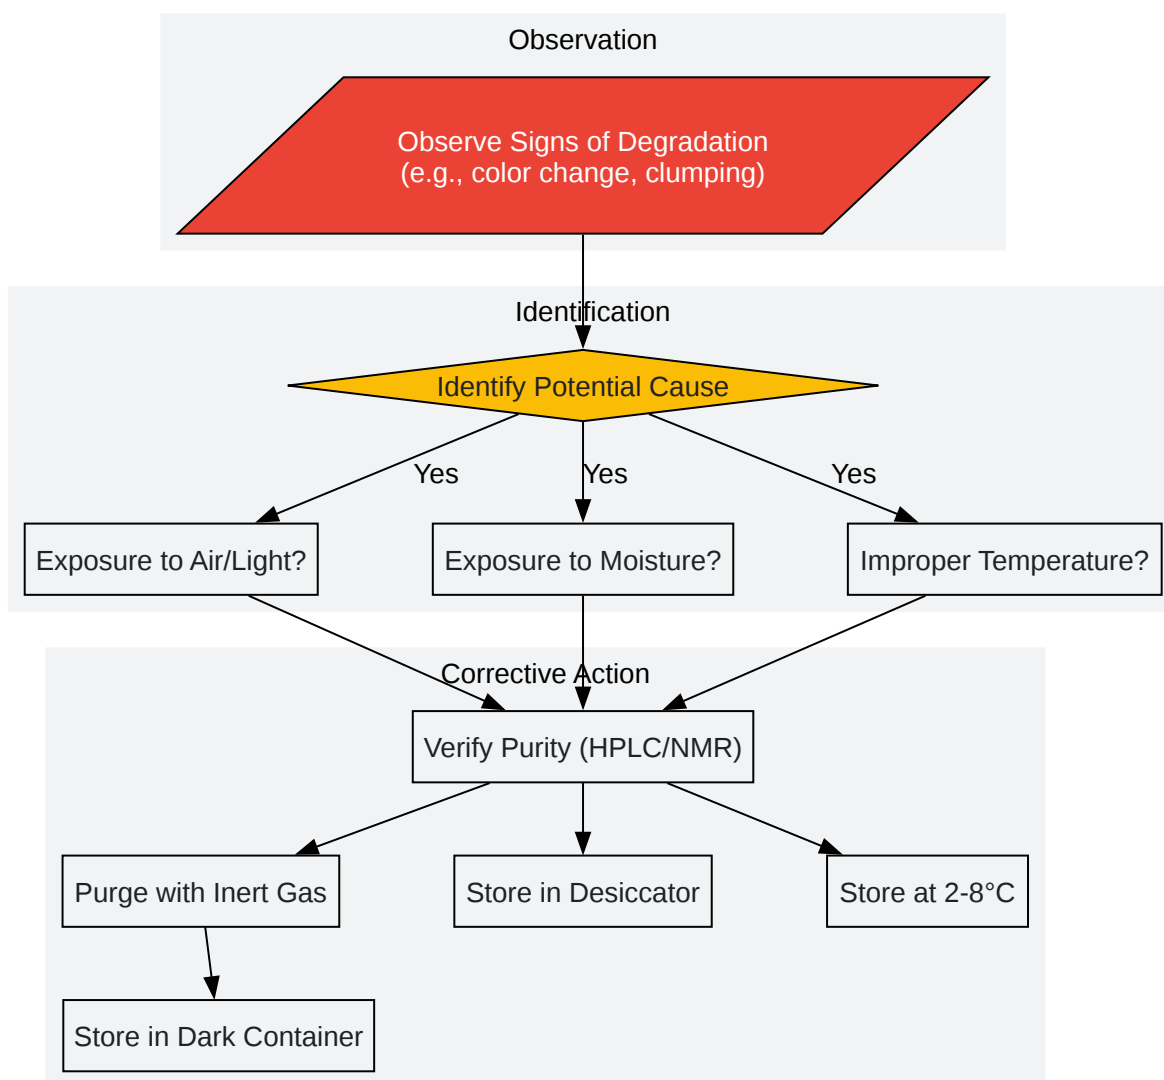 Observation
Observe Signs of Degradation
(e.g., color change, clumping)
Identification
Identify Potential Cause
Yes
Yes
Yes
Exposure to Air/Light?
Exposure to Moisture?
Improper Temperature?
Corrective Action
Verify Purity (HPLC/NMR)
Purge with Inert Gas
Store in Desiccator
Store at 2-8°C
Store in Dark Container